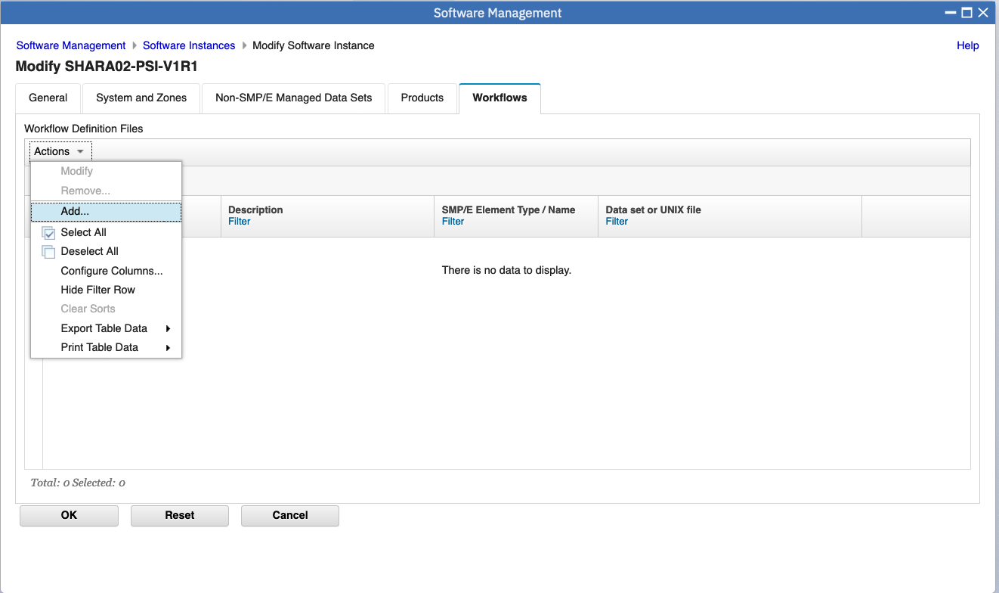 Software Management
Software Management Software Instances Modify Software Instance Help
Modify SHARA02-PSI-V1R1
General System and Zones Non-SMP/E Managed Data Sets Products Workflows
Workflow Definition Files
Actions
Modify
Remove...
Add...
Select All
Deselect All
Configure Columns...
Hide Filter Row
Clear Sorts
Export Table Data
Print Table Data
Description SMP/E Element Type / Name Data set or UNIX file
Filter Filter Filter
There is no data to display.
Total: 0 Selected: 0
OK Reset Cancel